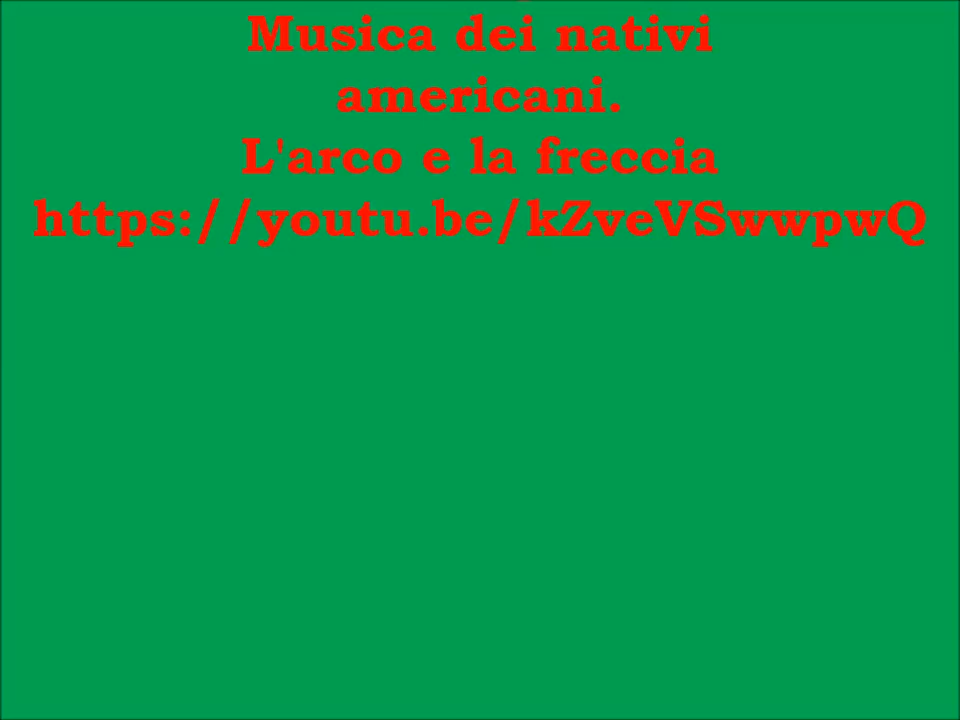 Musica dei nativi
americani.
L'arco e la freccia
https://youtu.be/kZveVSwwpwQ